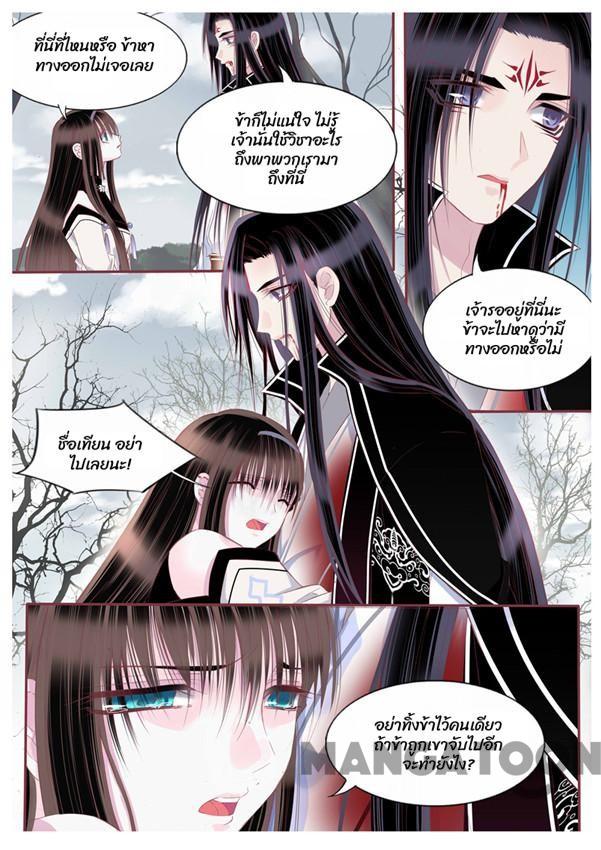 ที่นี่ที่ไหนหรือ ข้าหา
ทางออกไม่เจอเลย
ข้าก็ไม่แน่ใจ ไม่รู้
เจ้านั่นใช้วิชาอะไร
ถึงพาพวกเรามา
ถึงที่นี่
เจ้ารออยู่ที่นี่นะ
ข้าจะไปหาดูว่ามี
ทางออกหรือไม่
ชื่อเทียน อย่า
ไปเลยนะ!
อย่าทิ้งข้าไว้คนเดียว
ถ้าข้าถูกเขาจับไปอีก
จะทำยังไง?
MANGATOON